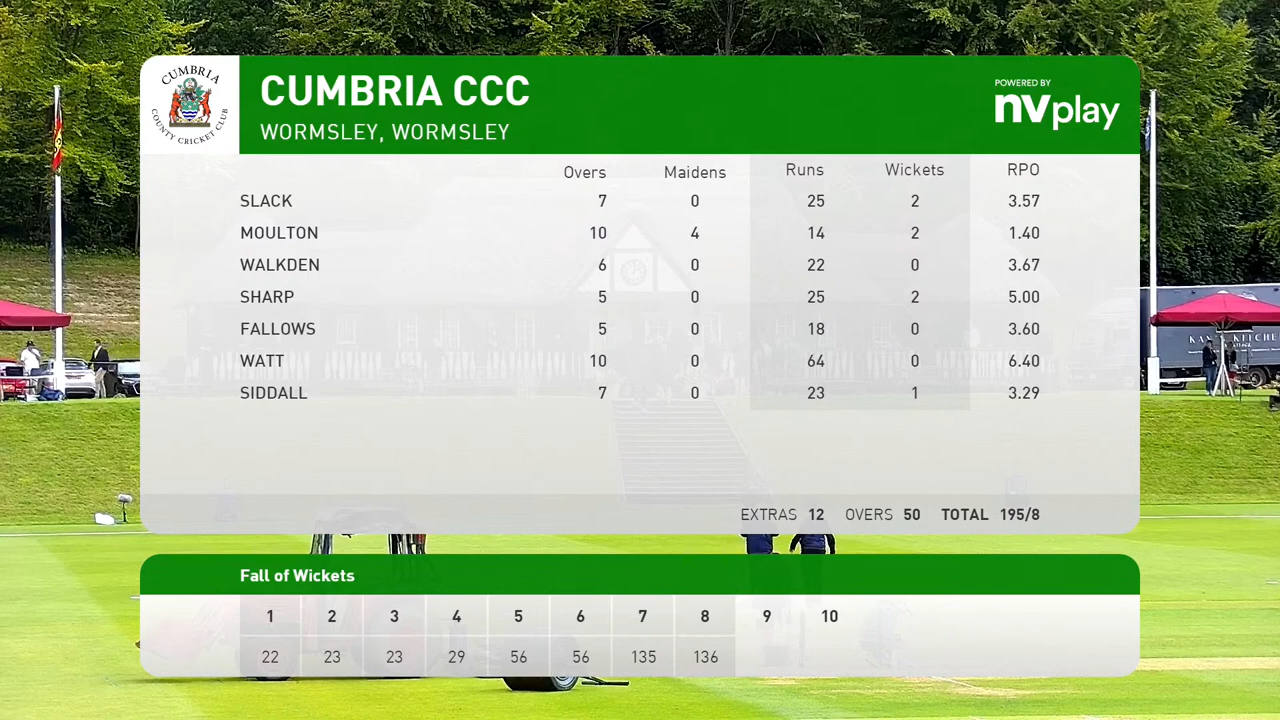 CUMBRIA
COUNTY CRICKET CLUB
CUMBRIA CCC
WORMSLEY, WORMSLEY
POWERED BY
nvplay
Overs Maidens Runs Wickets RPO
SLACK 7 0 25 2 3.57
MOULTON 10 4 14 2 1.40
WALKDEN 6 0 22 0 3.67
SHARP 5 0 25 2 5.00
FALLOWS 5 0 18 0 3.60
WATT 10 0 64 0 6.40
SIDDALL 7 0 23 1 3.29
EXTRAS 12 OVERS 50 TOTAL 195/8
Fall of Wickets
1 2 3 4 5 6 7 8 9 10
22 23 23 29 56 56 135 136